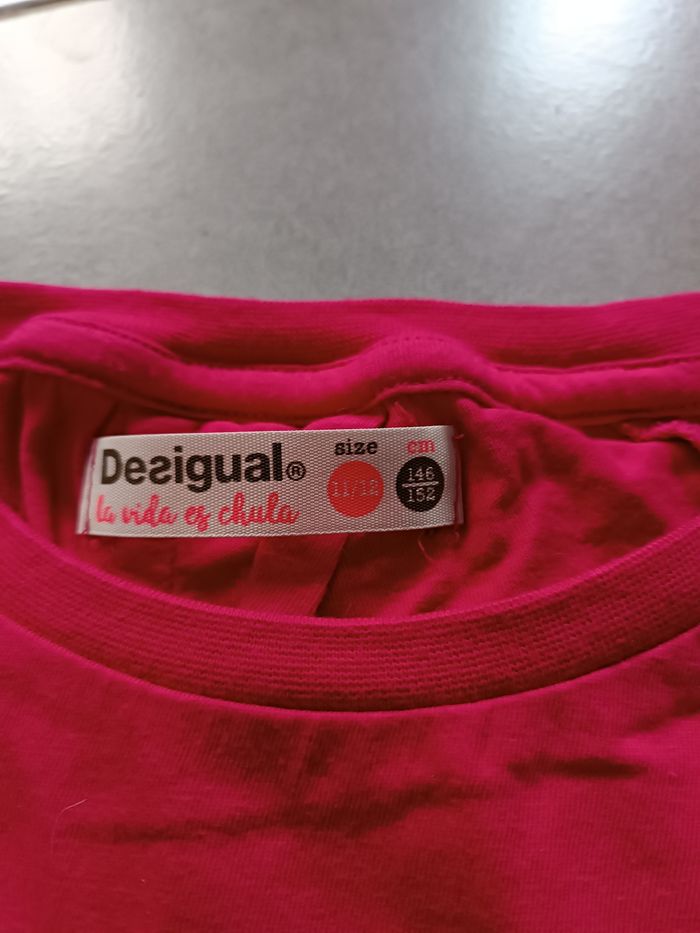 Desigual®
la vida es chula
size
11/12
cm
146
152